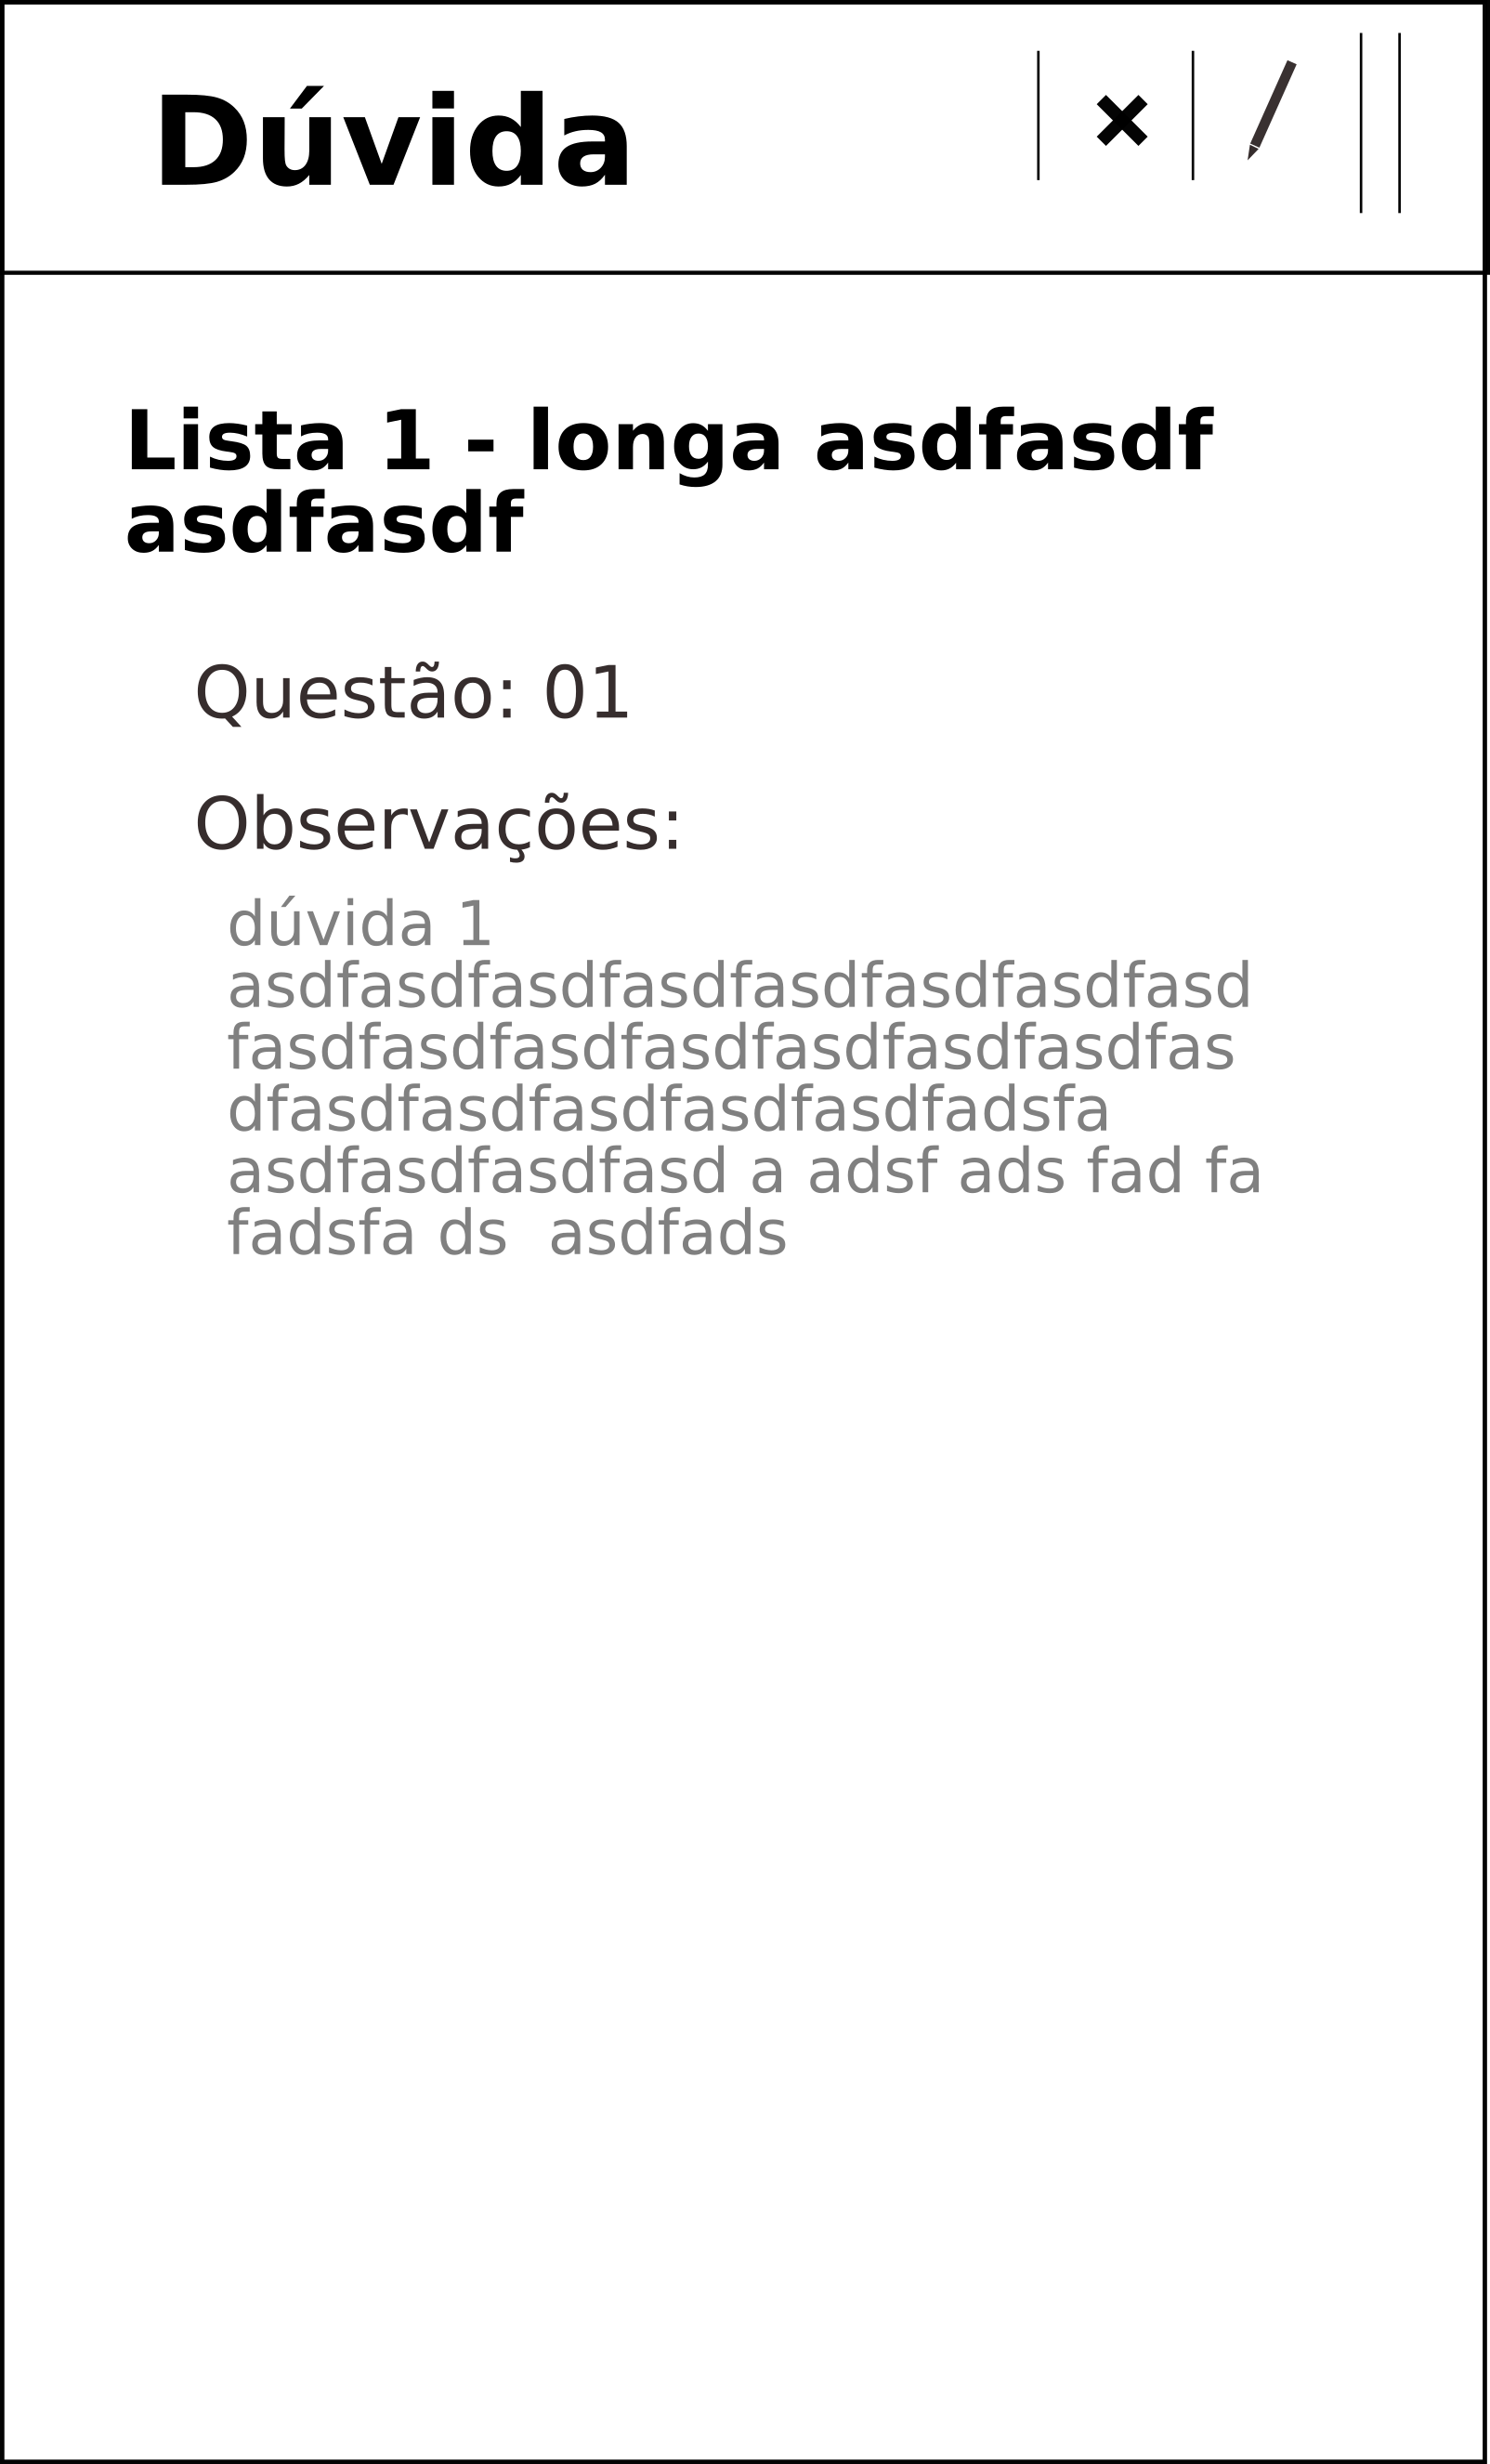 Dúvida
Lista 1 - longa asdfasdf
asdfasdf
Questão: 01
Observações:
dúvida 1
asdfasdfasdfasdfasdfasdfasdfasd
fasdfasdfasdfasdfasdfasdfasdfas
dfasdfasdfasdfasdfasdfadsfa
asdfasdfasdfasd a adsf ads fad fa
fadsfa ds  asdfads